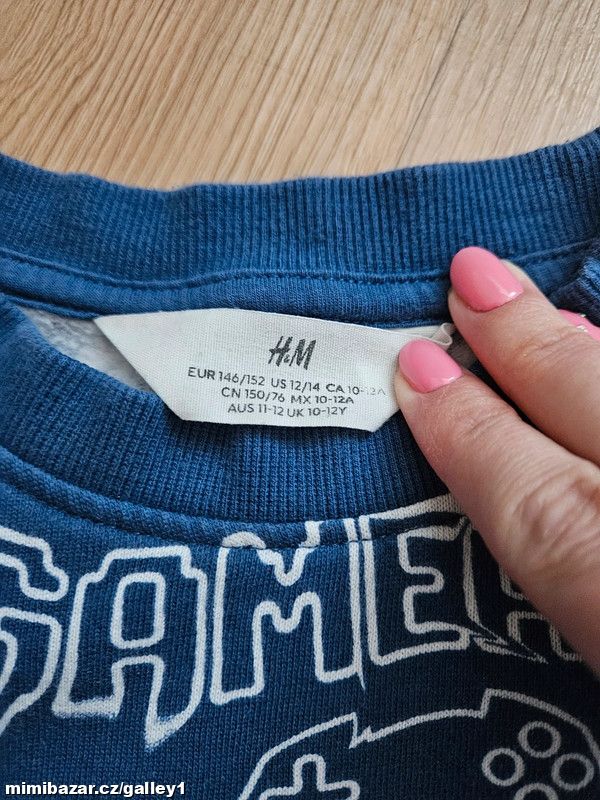 H&M
EUR 146/152 US 12/14 CA 10-12A
CN 150/76 MX 10-12A
AUS 11-12 UK 10-12Y
GAMER
mimibazar.cz/galley1